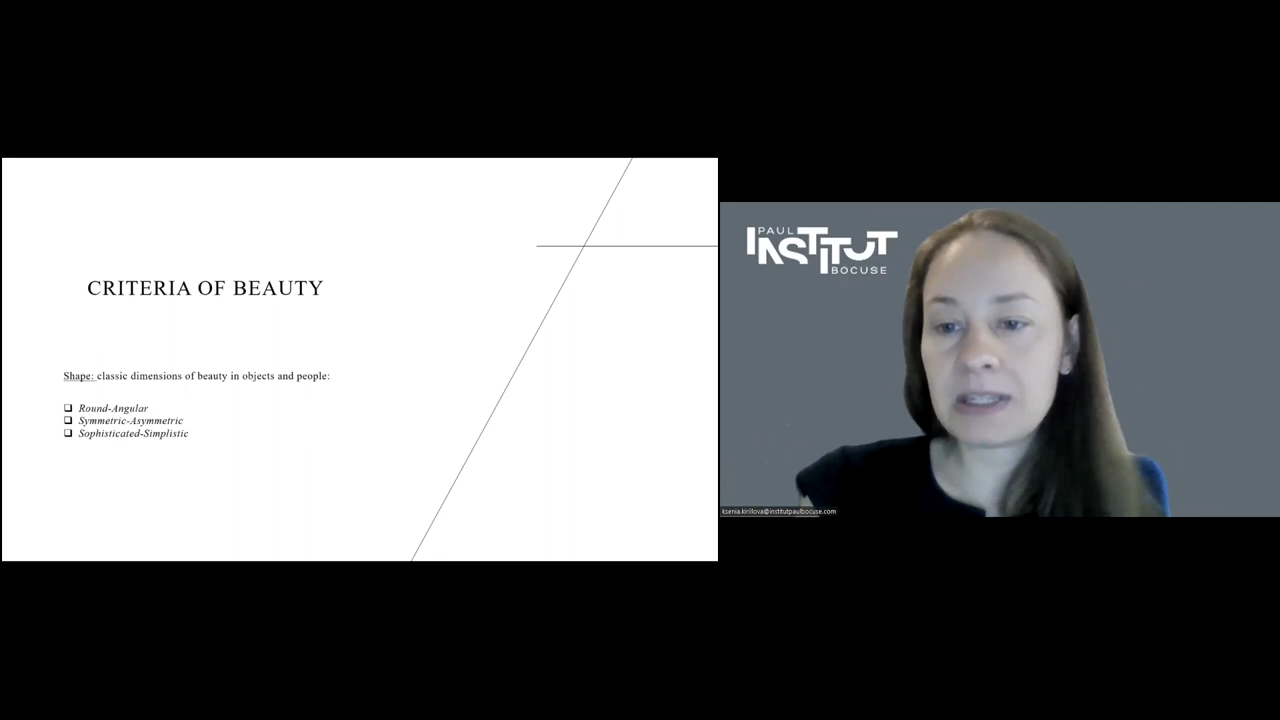 CRITERIA OF BEAUTY
Shape: classic dimensions of beauty in objects and people:
❑ Round-Angular
❑ Symmetric-Asymmetric
❑ Sophisticated-Simplistic
PAUL
INSTITUT
BOCUSE
ksenia.kirillova@institutpaulbocuse.com